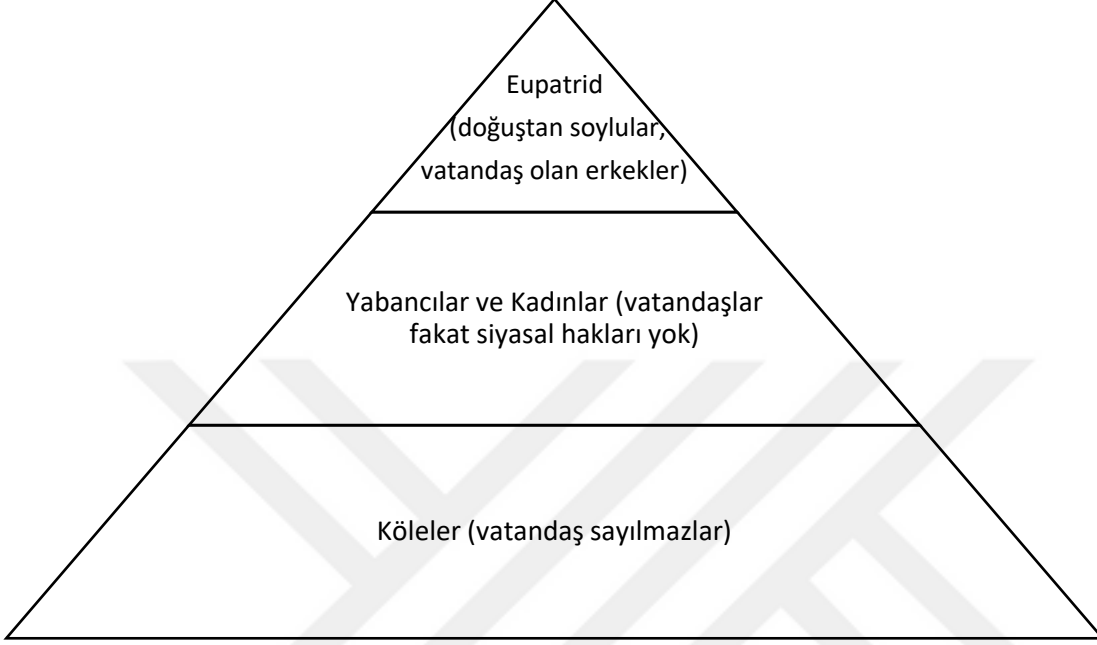 Eupatrid
(doğuştan soylular,
vatandaş olan erkekler)
Yabancılar ve Kadınlar (vatandaşlar
fakat siyasal hakları yok)
Köleler (vatandaş sayılmazlar)